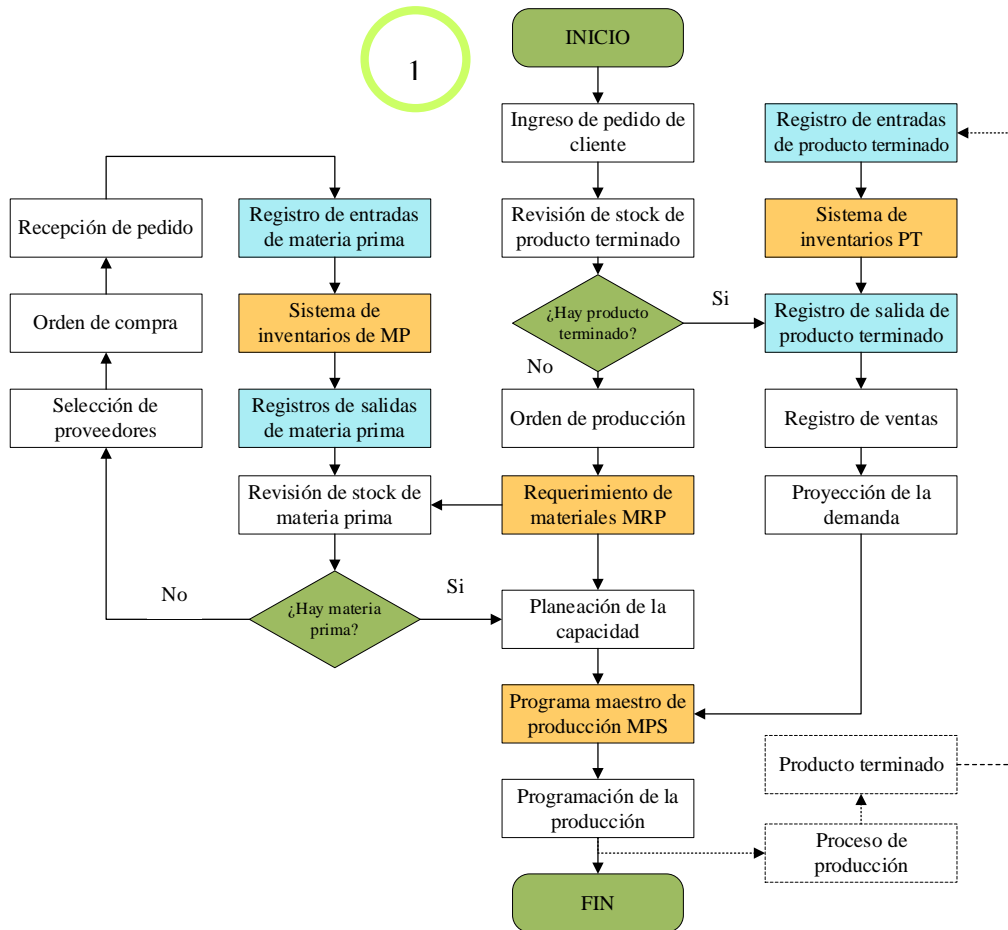 INICIO
1
Ingreso de pedido de
cliente
Registro de entradas
de producto terminado
Recepción de pedido
Registro de entradas
de materia prima
Revisión de stock de
producto terminado
Sistema de
inventarios PT
Orden de compra
Sistema de
inventarios de MP
¿Hay producto
terminado?
Si
Registro de salida de
producto terminado
No
Selección de
proveedores
Registros de salidas
de materia prima
Orden de producción
Registro de ventas
Revisión de stock de
materia prima
Requerimiento de
materiales MRP
Proyección de la
demanda
No
¿Hay materia
prima?
Si
Planeación de la
capacidad
Programa maestro de
producción MPS
Producto terminado
Programación de la
producción
Proceso de
producción
FIN